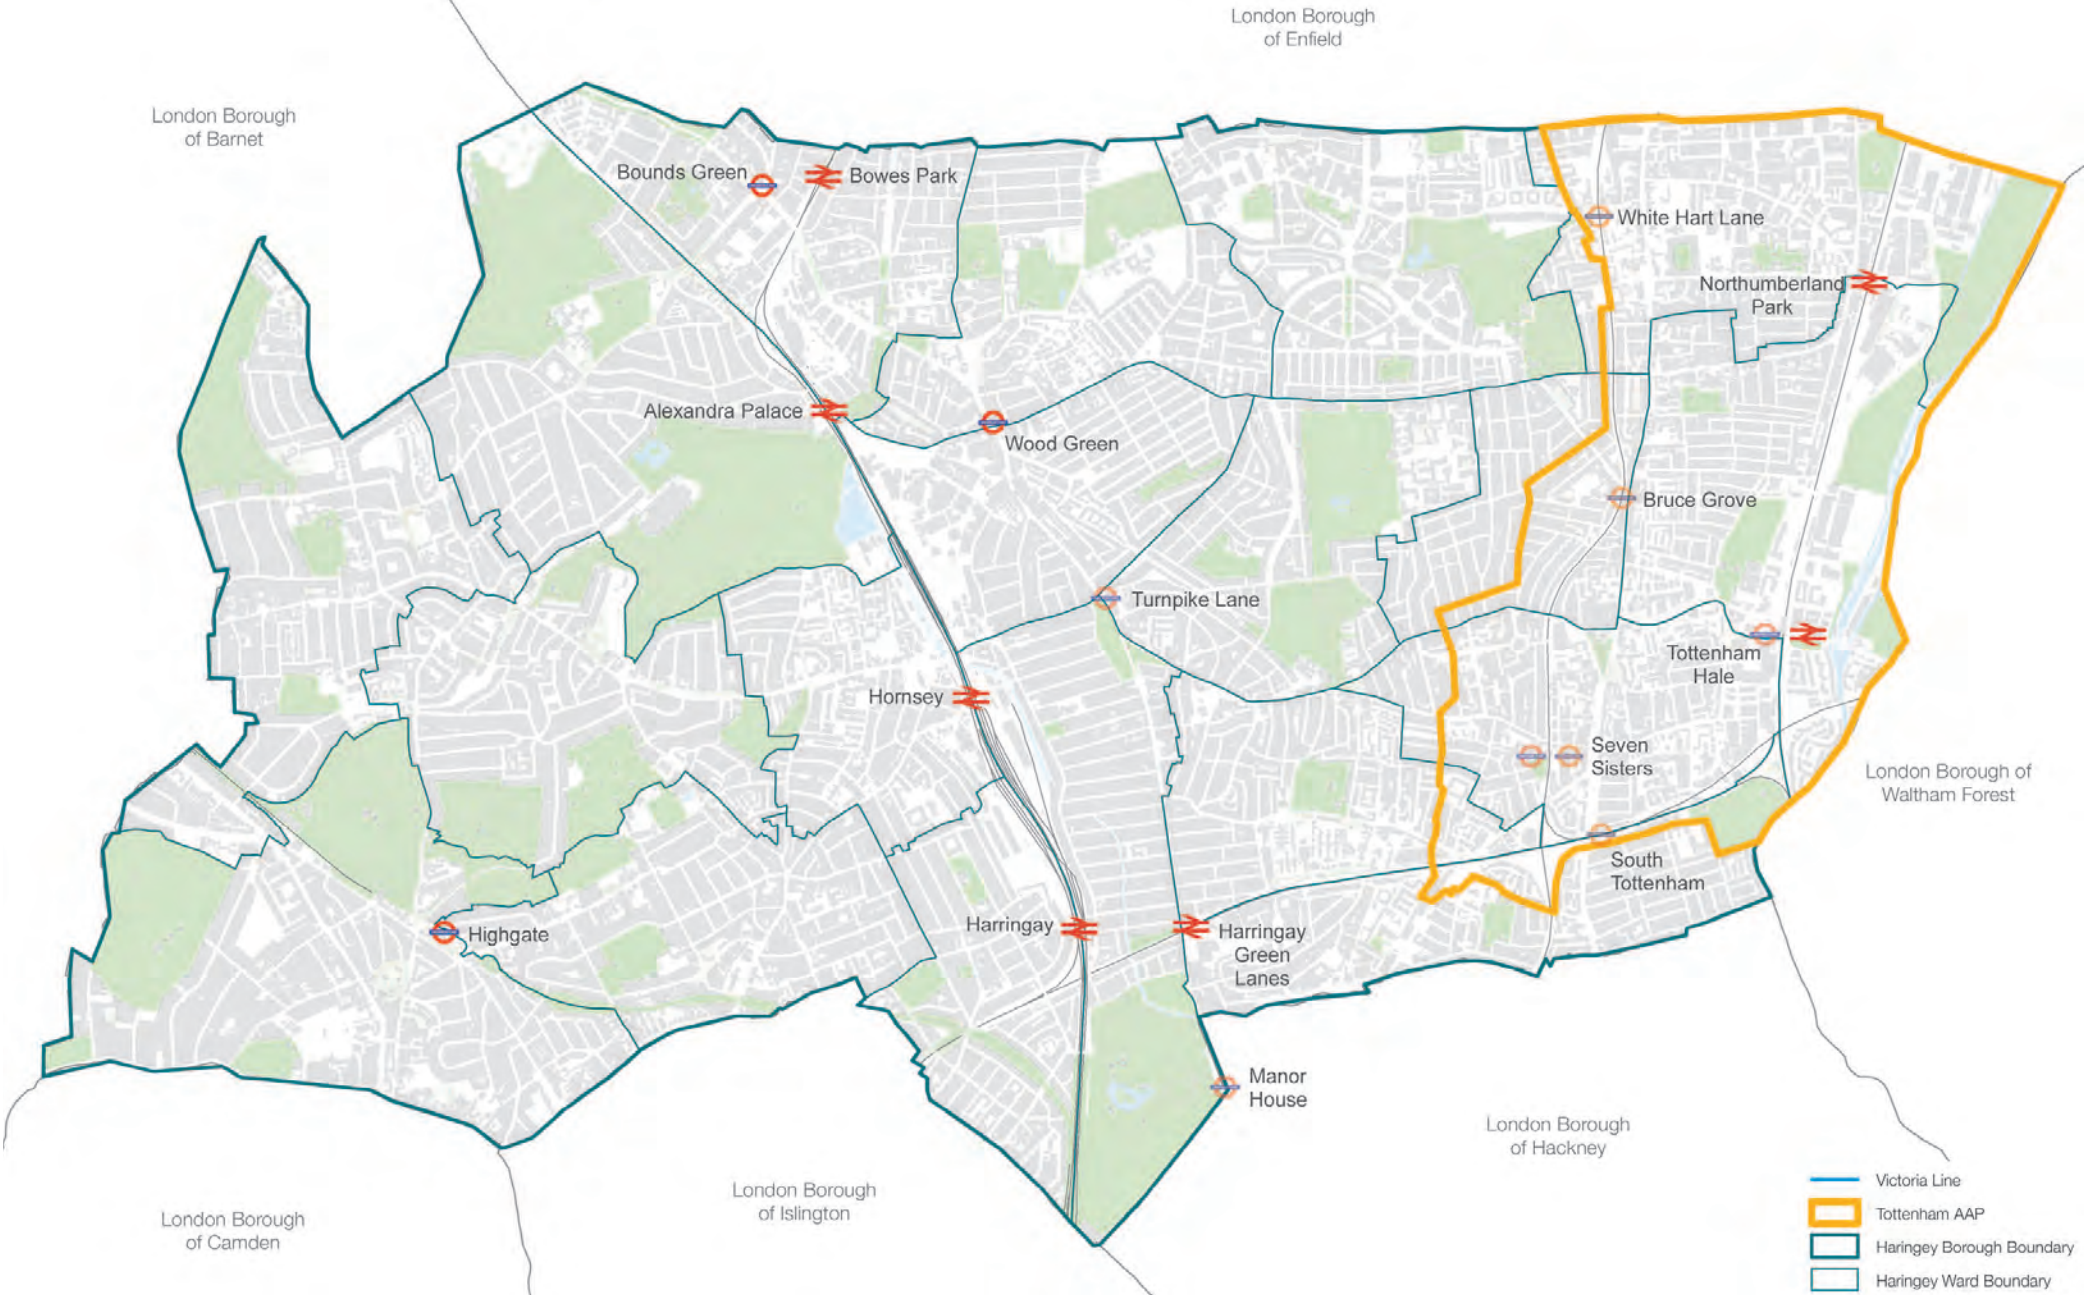 London Borough
of Enfield
London Borough
of Barnet
Bounds Green
Bowes Park
White Hart Lane
Northumberland
Park
Alexandra Palace
Wood Green
Bruce Grove
Turnpike Lane
Tottenham
Hale
Hornsey
Seven
Sisters
London Borough of
Waltham Forest
South
Tottenham
Highgate
Harringay
Harringay
Green
Lanes
Manor
House
London Borough
of Hackney
London Borough
of Islington
London Borough
of Camden
Victoria Line
Tottenham AAP
Haringey Borough Boundary
Haringey Ward Boundary